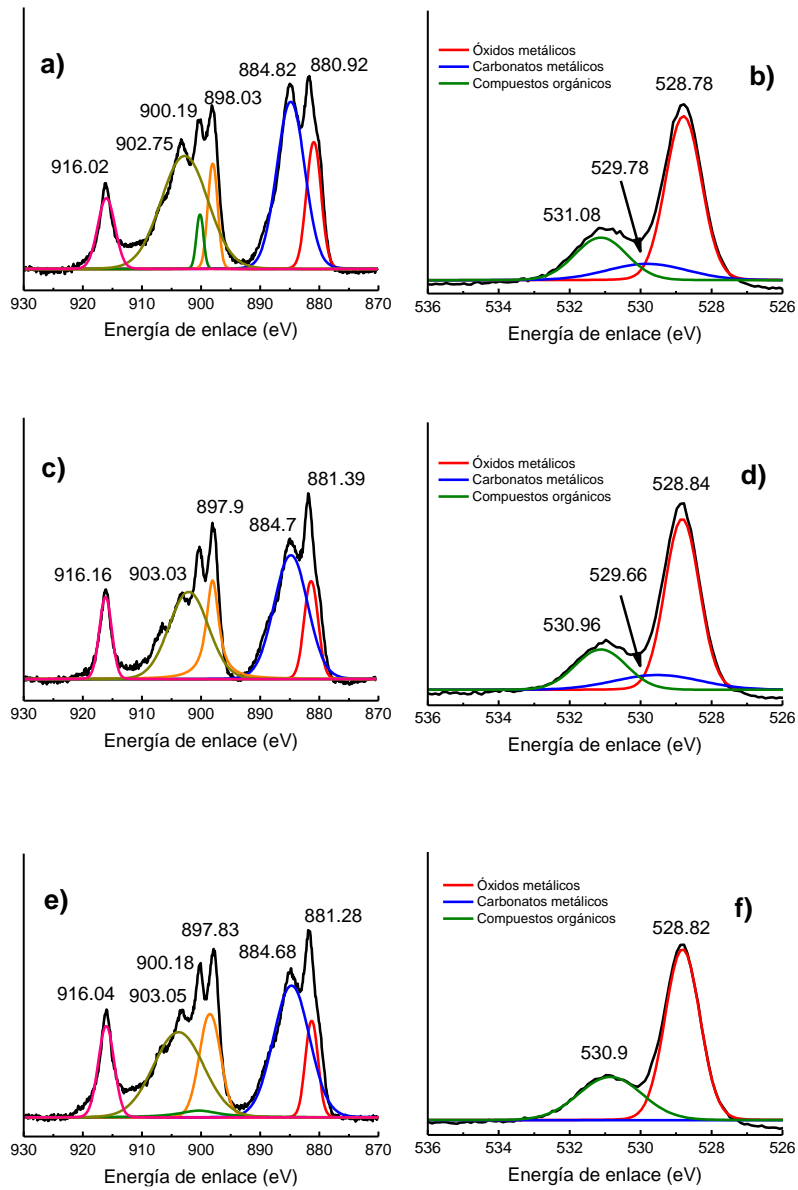 a)
916.02
902.75
900.19
898.03
884.82
880.92
930 920 910 900 890 880 870
Energía de enlace (eV)
Óxidos metálicos
Carbonatos metálicos
Compuestos orgánicos
b)
528.78
529.78
531.08
536 534 532 530 528 526
Energía de enlace (eV)
c)
916.16
903.03
897.9
884.7
881.39
930 920 910 900 890 880 870
Energía de enlace (eV)
Óxidos metálicos
Carbonatos metálicos
Compuestos orgánicos
d)
528.84
529.66
530.96
536 534 532 530 528 526
Energía de enlace (eV)
e)
916.04
903.05
900.18
897.83
884.68
881.28
930 920 910 900 890 880 870
Energía de enlace (eV)
Óxidos metálicos
Carbonatos metálicos
Compuestos orgánicos
f)
528.82
530.9
536 534 532 530 528 526
Energía de enlace (eV)